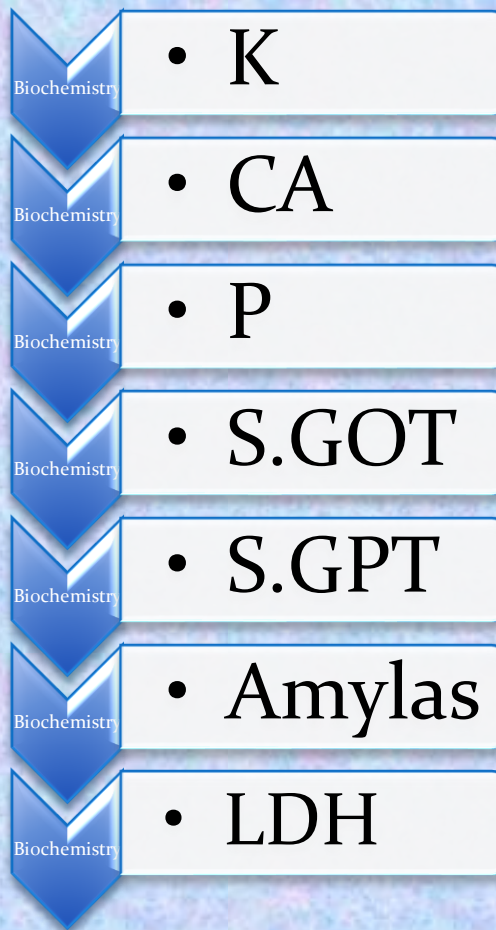 Biochemistry • K
Biochemistry • CA
Biochemistry • P
Biochemistry • S.GOT
Biochemistry • S.GPT
Biochemistry • Amylas
Biochemistry • LDH